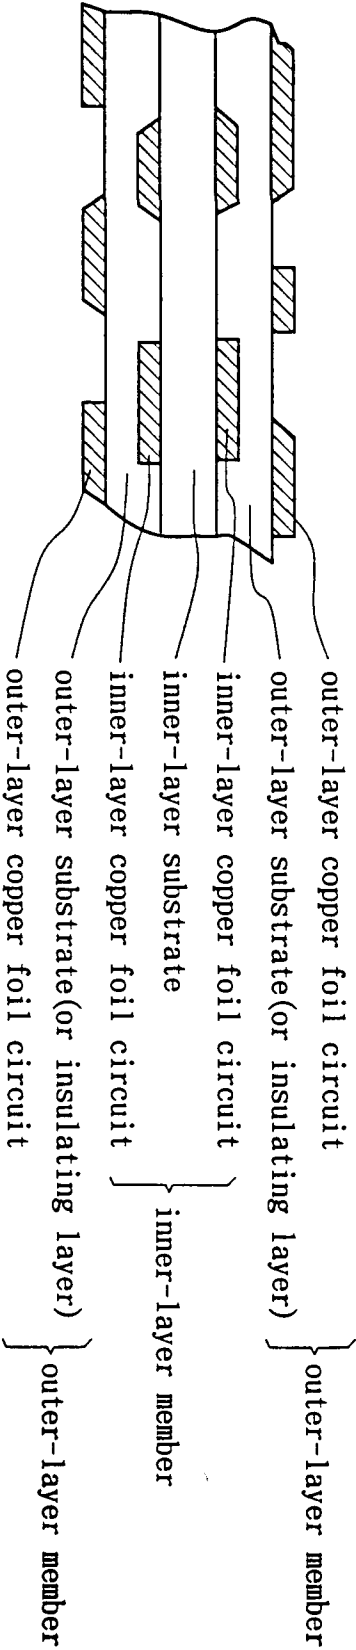 outer-layer copper foil circuit
outer-layer substrate(or insulating layer)
outer-layer member
inner-layer copper foil circuit
inner-layer substrate
inner-layer copper foil circuit
inner-layer member
outer-layer substrate(or insulating layer)
outer-layer copper foil circuit
outer-layer member